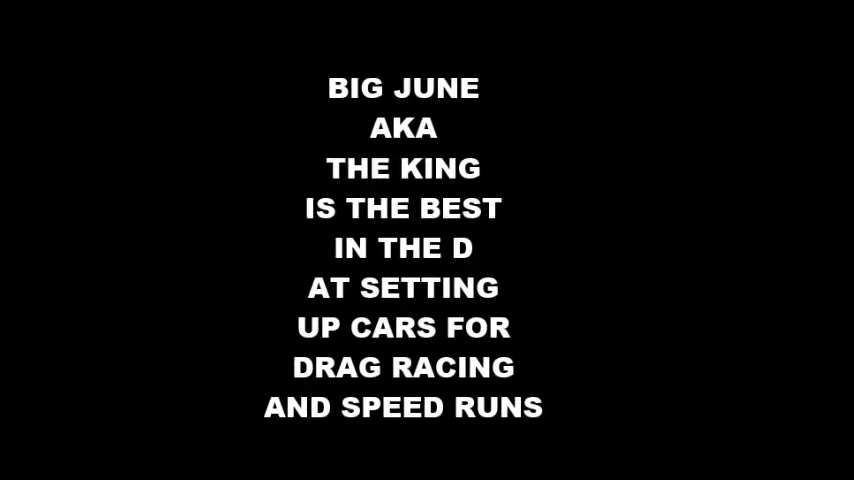 BIG JUNE
AKA
THE KING
IS THE BEST
IN THE D
AT SETTING
UP CARS FOR
DRAG RACING
AND SPEED RUNS